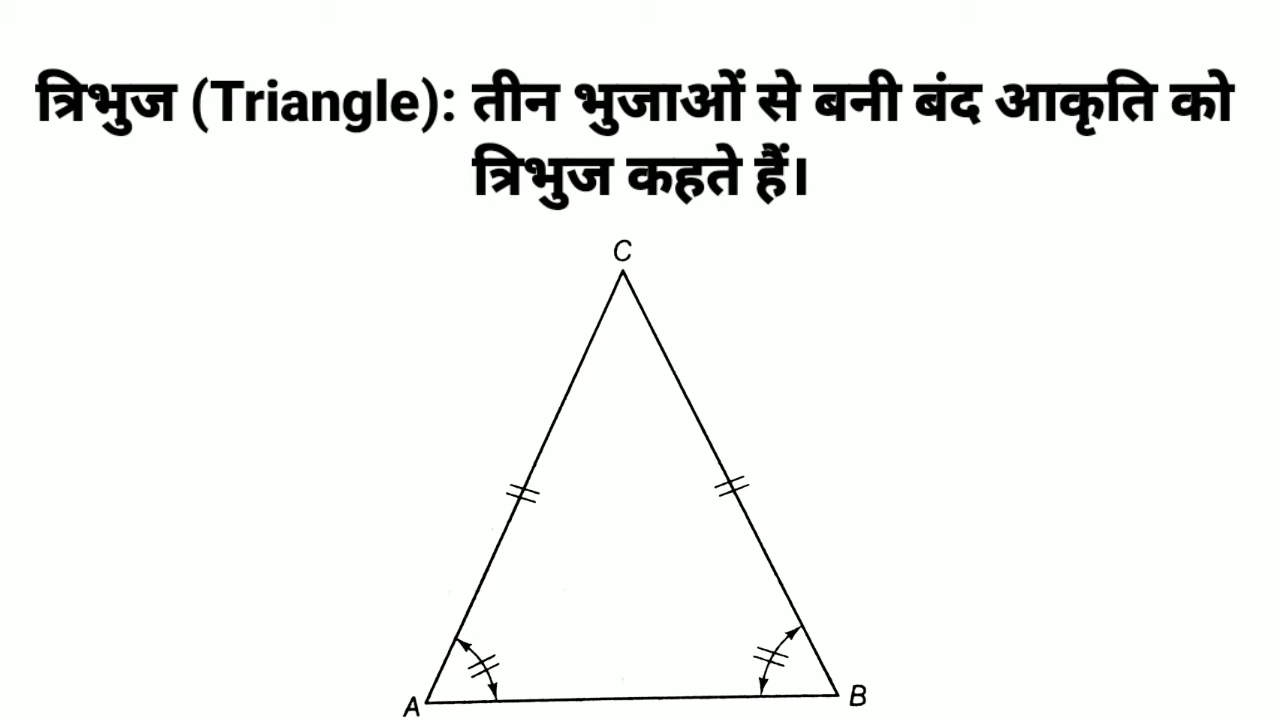 त्रिभुज (Triangle): तीन भुजाओं से बनी बंद आकृति को
त्रिभुज कहते हैं।
C
A
B